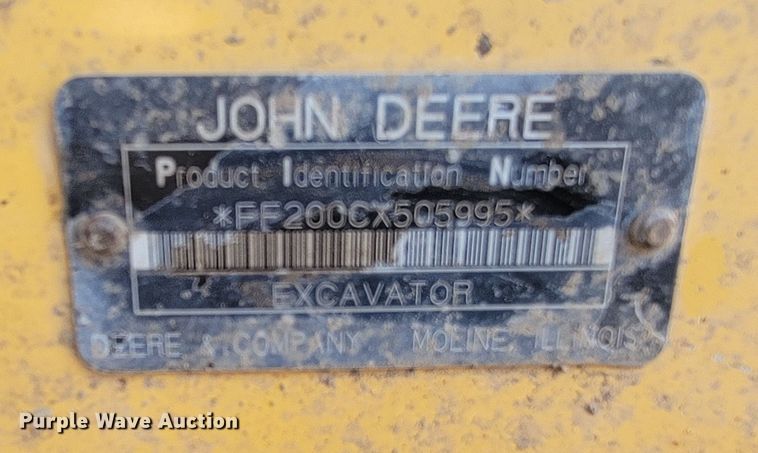 JOHN DEERE
Product Identification Number
*FF200CX505995*
EXCAVATOR
DEERE & COMPANY MOLINE, ILLINOIS
Purple Wave Auction